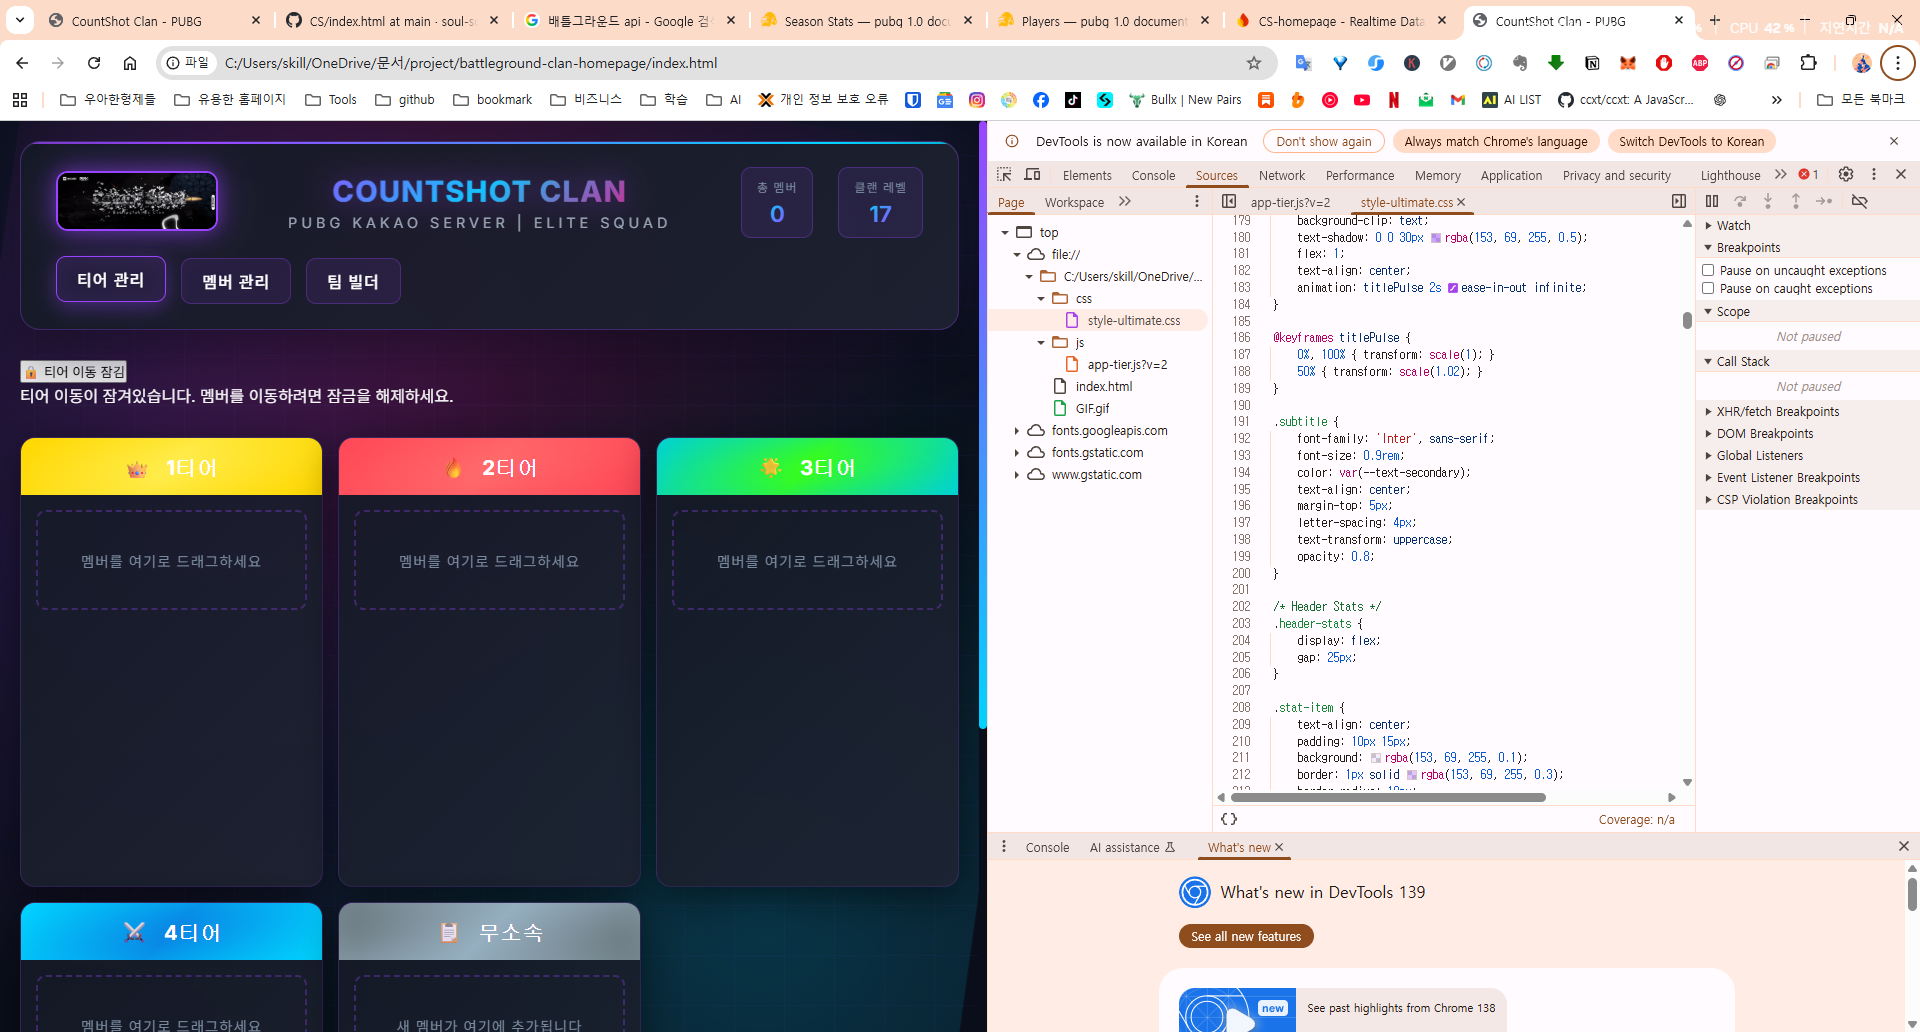 CountShot Clan - PUBG
CS/index.html at main · soul-s
배틀그라운드 api - Google 검
Season Stats — pubg 1.0 docu
Players — pubg 1.0 document
CS-homepage - Realtime Data
CountShot Clan - PUBG
CPU 42 %
지연시간 N/A
파일
C:/Users/skill/OneDrive/문서/project/battleground-clan-homepage/index.html
우아한형제들
유용한 홈페이지
Tools
github
bookmark
비즈니스
학습
AI
개인 정보 보호 오류
Bullx | New Pairs
AI LIST
ccxt/ccxt: A JavaScr...
모든 북마크
COUNTSHOT CLAN
PUBG KAKAO SERVER | ELITE SQUAD
총 멤버
0
클랜 레벨
17
티어 관리
멤버 관리
팀 빌더
티어 이동 잠김
티어 이동이 잠겨있습니다. 멤버를 이동하려면 잠금을 해제하세요.
1티어
2티어
3티어
멤버를 여기로 드래그하세요
멤버를 여기로 드래그하세요
멤버를 여기로 드래그하세요
4티어
무소속
멤버를 여기로 드래그하세요
새 멤버가 여기에 추가됩니다
DevTools is now available in Korean
Don't show again
Always match Chrome's language
Switch DevTools to Korean
Elements
Console
Sources
Network
Performance
Memory
Application
Privacy and security
Lighthouse
1
Page
Workspace
app-tier.js?v=2
style-ultimate.css
top
file://
C:/Users/skill/OneDrive/...
css
style-ultimate.css
js
app-tier.js?v=2
index.html
GIF.gif
fonts.googleapis.com
fonts.gstatic.com
www.gstatic.com
179 background-clip: text;
180 text-shadow: 0 0 30px rgba(153, 69, 255, 0.5);
181 flex: 1;
182 text-align: center;
183 animation: titlePulse 2s ease-in-out infinite;
184 }
185
186 @keyframes titlePulse {
187 0%, 100% { transform: scale(1); }
188 50% { transform: scale(1.02); }
189 }
190
191 .subtitle {
192 font-family: 'Inter', sans-serif;
193 font-size: 0.9rem;
194 color: var(--text-secondary);
195 text-align: center;
196 margin-top: 5px;
197 letter-spacing: 4px;
198 text-transform: uppercase;
199 opacity: 0.8;
200 }
201
202 /* Header Stats */
203 .header-stats {
204 display: flex;
205 gap: 25px;
206 }
207
208 .stat-item {
209 text-align: center;
210 padding: 10px 15px;
211 background: rgba(153, 69, 255, 0.1);
212 border: 1px solid rgba(153, 69, 255, 0.3);
Coverage: n/a
Watch
Breakpoints
Pause on uncaught exceptions
Pause on caught exceptions
Scope
Not paused
Call Stack
Not paused
XHR/fetch Breakpoints
DOM Breakpoints
Global Listeners
Event Listener Breakpoints
CSP Violation Breakpoints
Console
AI assistance
What's new
What's new in DevTools 139
See all new features
new
See past highlights from Chrome 138